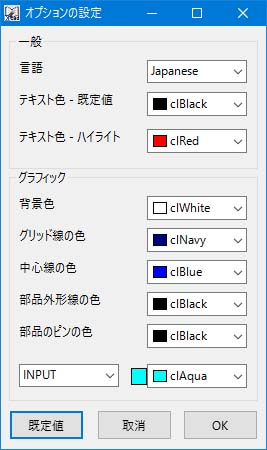 オプションの設定
一般
言語 Japanese
テキスト色 - 既定値 clBlack
テキスト色 - ハイライト clRed
グラフィック
背景色 clWhite
グリッド線の色 clNavy
中心線の色 clBlue
部品外形線の色 clBlack
部品のピンの色 clBlack
INPUT clAqua
既定値 取消 OK